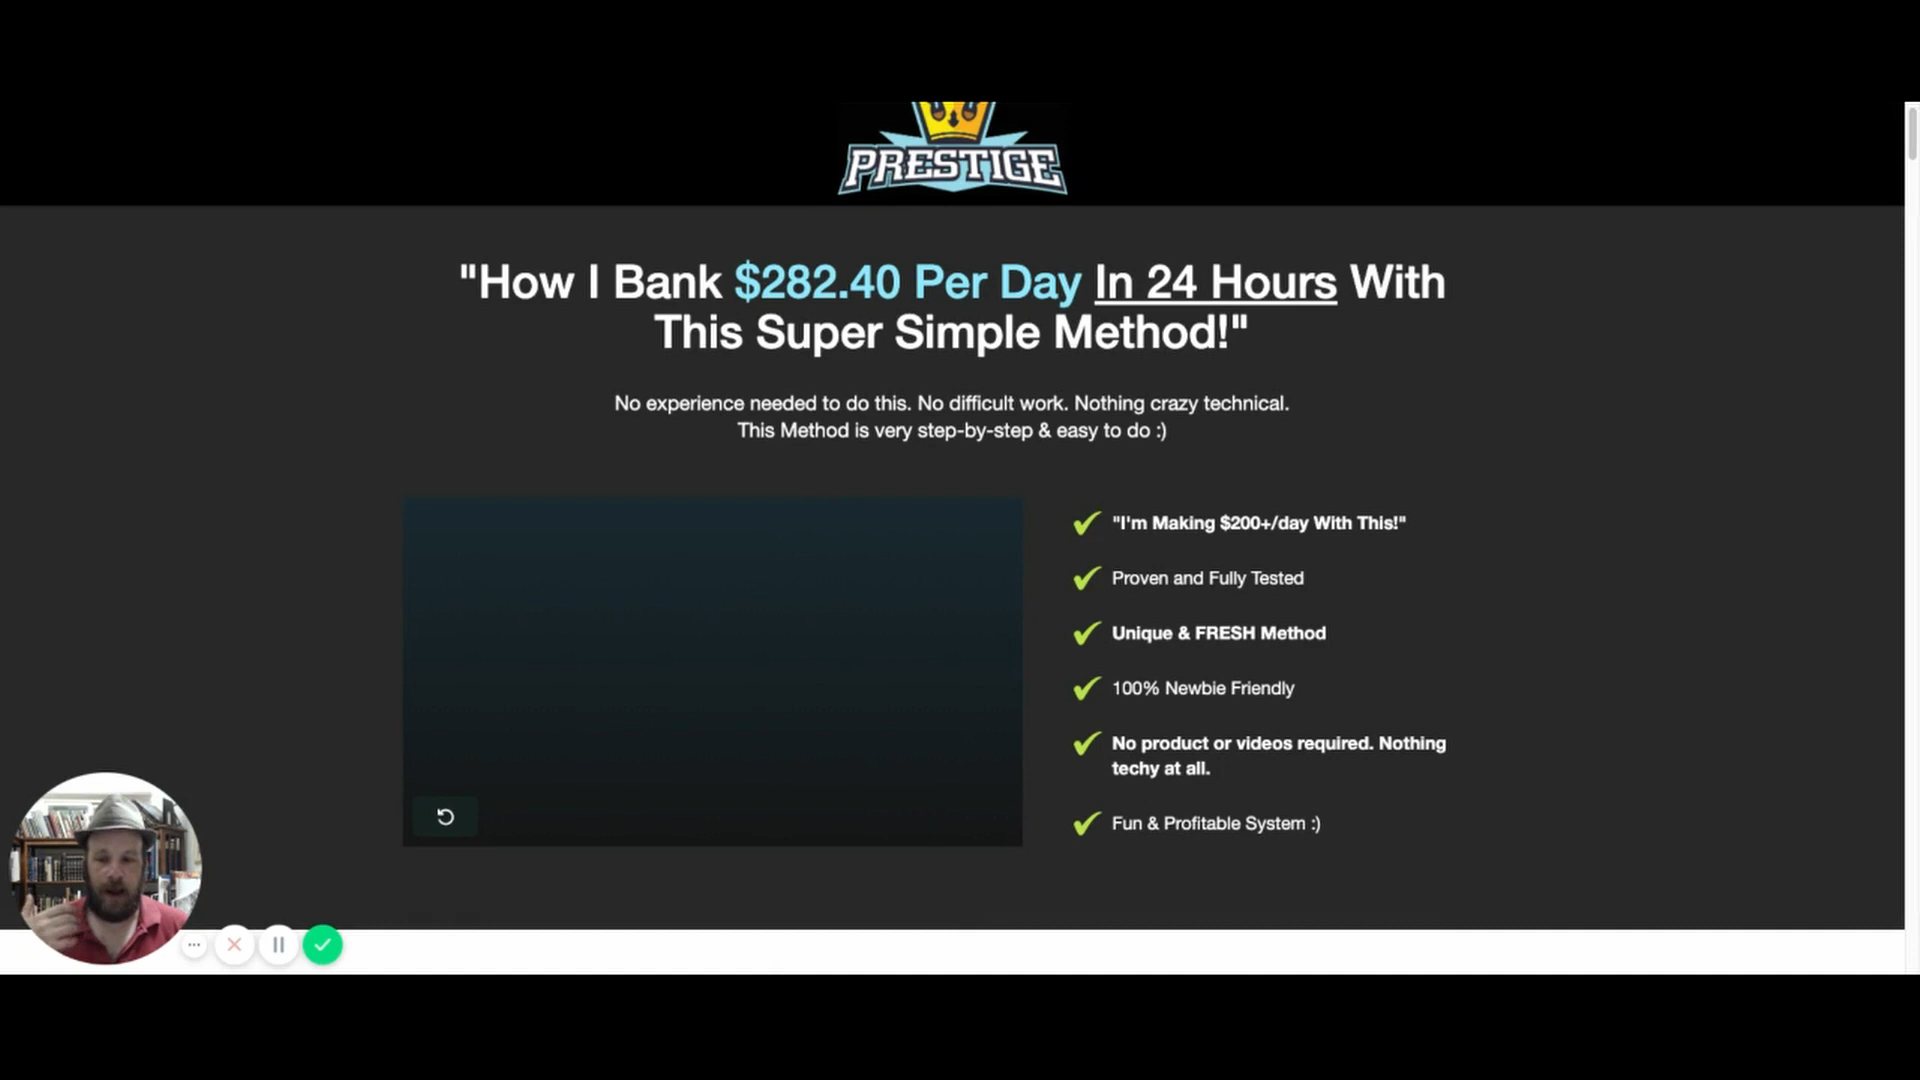 PRESTIGE
"How I Bank $282.40 Per Day In 24 Hours With
This Super Simple Method!"
No experience needed to do this. No difficult work. Nothing crazy technical.
This Method is very step-by-step & easy to do :)
"I'm Making $200+/day With This!"
Proven and Fully Tested
Unique & FRESH Method
100% Newbie Friendly
No product or videos required. Nothing
techy at all.
Fun & Profitable System :)